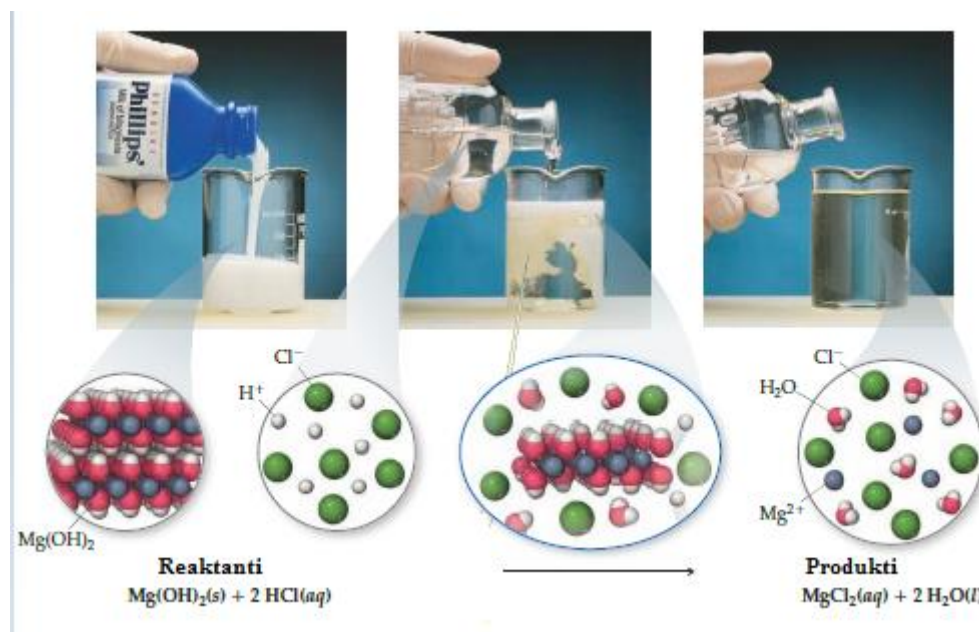 Phillips'
Cl⁻
H⁺
Mg(OH)₂
Cl⁻
H₂O
Mg²⁺
Reaktanti
Mg(OH)₂(s) + 2 HCl(aq)
Produkti
MgCl₂(aq) + 2 H₂O(l)